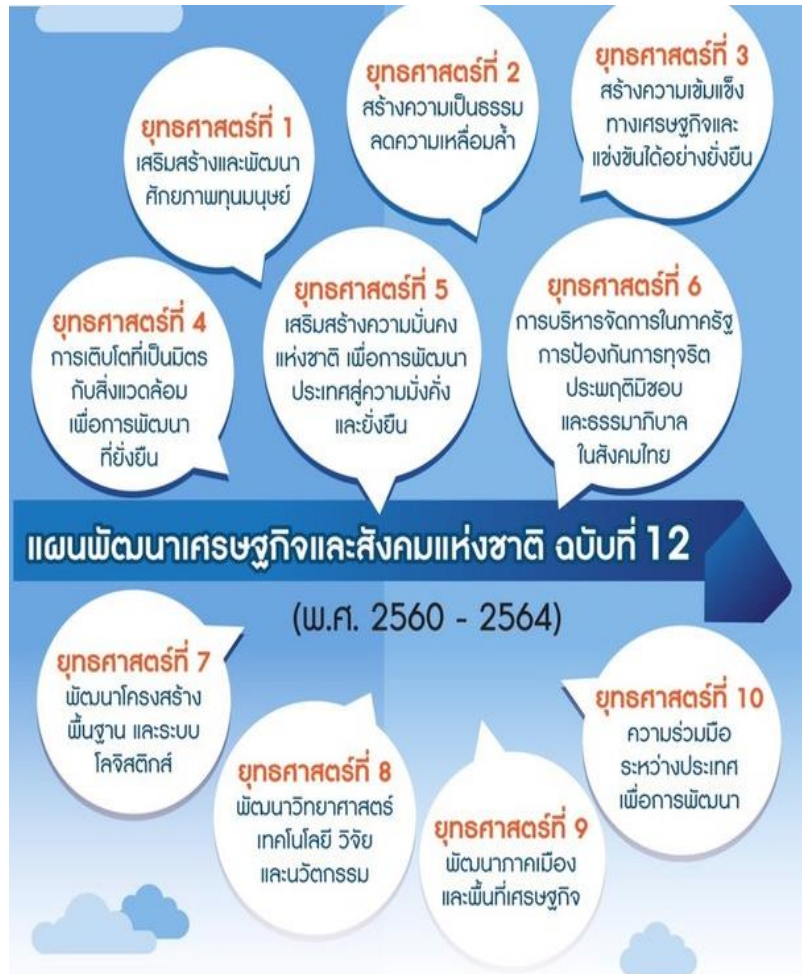 ยุทธศาสตร์ที่ 1
เสริมสร้างและพัฒนา
ศักยภาพทุนมนุษย์
ยุทธศาสตร์ที่ 2
สร้างความเป็นธรรม
ลดความเหลื่อมล้ำ
ยุทธศาสตร์ที่ 3
สร้างความเข้มแข็ง
ทางเศรษฐกิจและ
แข่งขันได้อย่างยั่งยืน
ยุทธศาสตร์ที่ 4
การเติบโตที่เป็นมิตร
กับสิ่งแวดล้อม
เพื่อการพัฒนา
ที่ยั่งยืน
ยุทธศาสตร์ที่ 5
เสริมสร้างความมั่นคง
แห่งชาติ เพื่อการพัฒนา
ประเทศสู่ความมั่งคั่ง
และยั่งยืน
ยุทธศาสตร์ที่ 6
การบริหารจัดการในภาครัฐ
การป้องกันการทุจริต
ประพฤติมิชอบ
และธรรมาภิบาล
ในสังคมไทย
แผนพัฒนาเศรษฐกิจและสังคมแห่งชาติ ฉบับที่ 12
(พ.ศ. 2560 - 2564)
ยุทธศาสตร์ที่ 7
พัฒนาโครงสร้าง
พื้นฐาน และระบบ
โลจิสติกส์
ยุทธศาสตร์ที่ 8
พัฒนาวิทยาศาสตร์
เทคโนโลยี วิจัย
และนวัตกรรม
ยุทธศาสตร์ที่ 9
พัฒนาภาคเมือง
และพื้นที่เศรษฐกิจ
ยุทธศาสตร์ที่ 10
ความร่วมมือ
ระหว่างประเทศ
เพื่อการพัฒนา